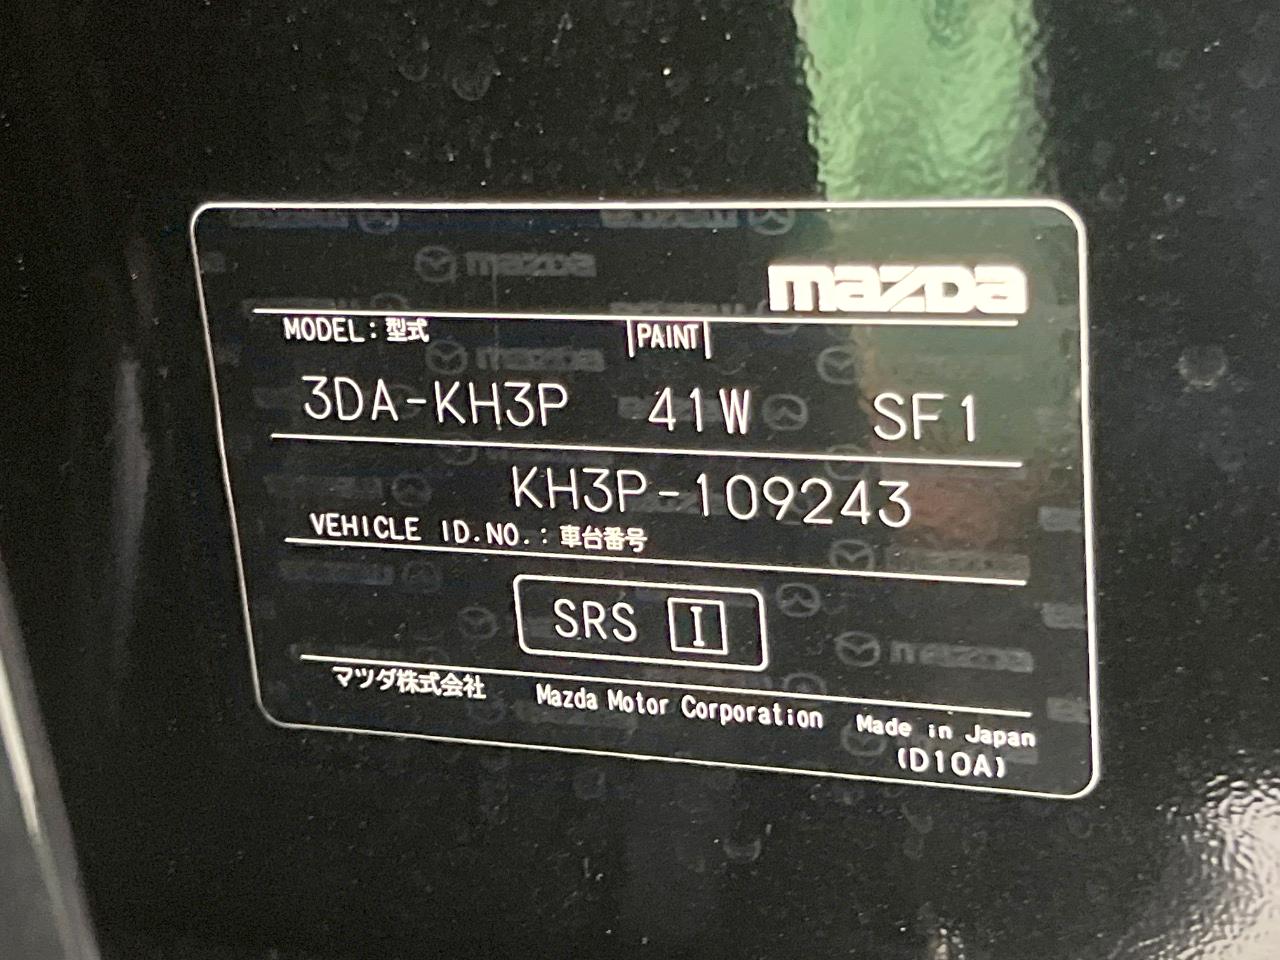 mazda
MODEL：型式 PAINT
3DA-KH3P 41W SF1
KH3P-109243
VEHICLE ID.NO.：車台番号
SRS I
マツダ株式会社 Mazda Motor Corporation Made in Japan
(D10A)